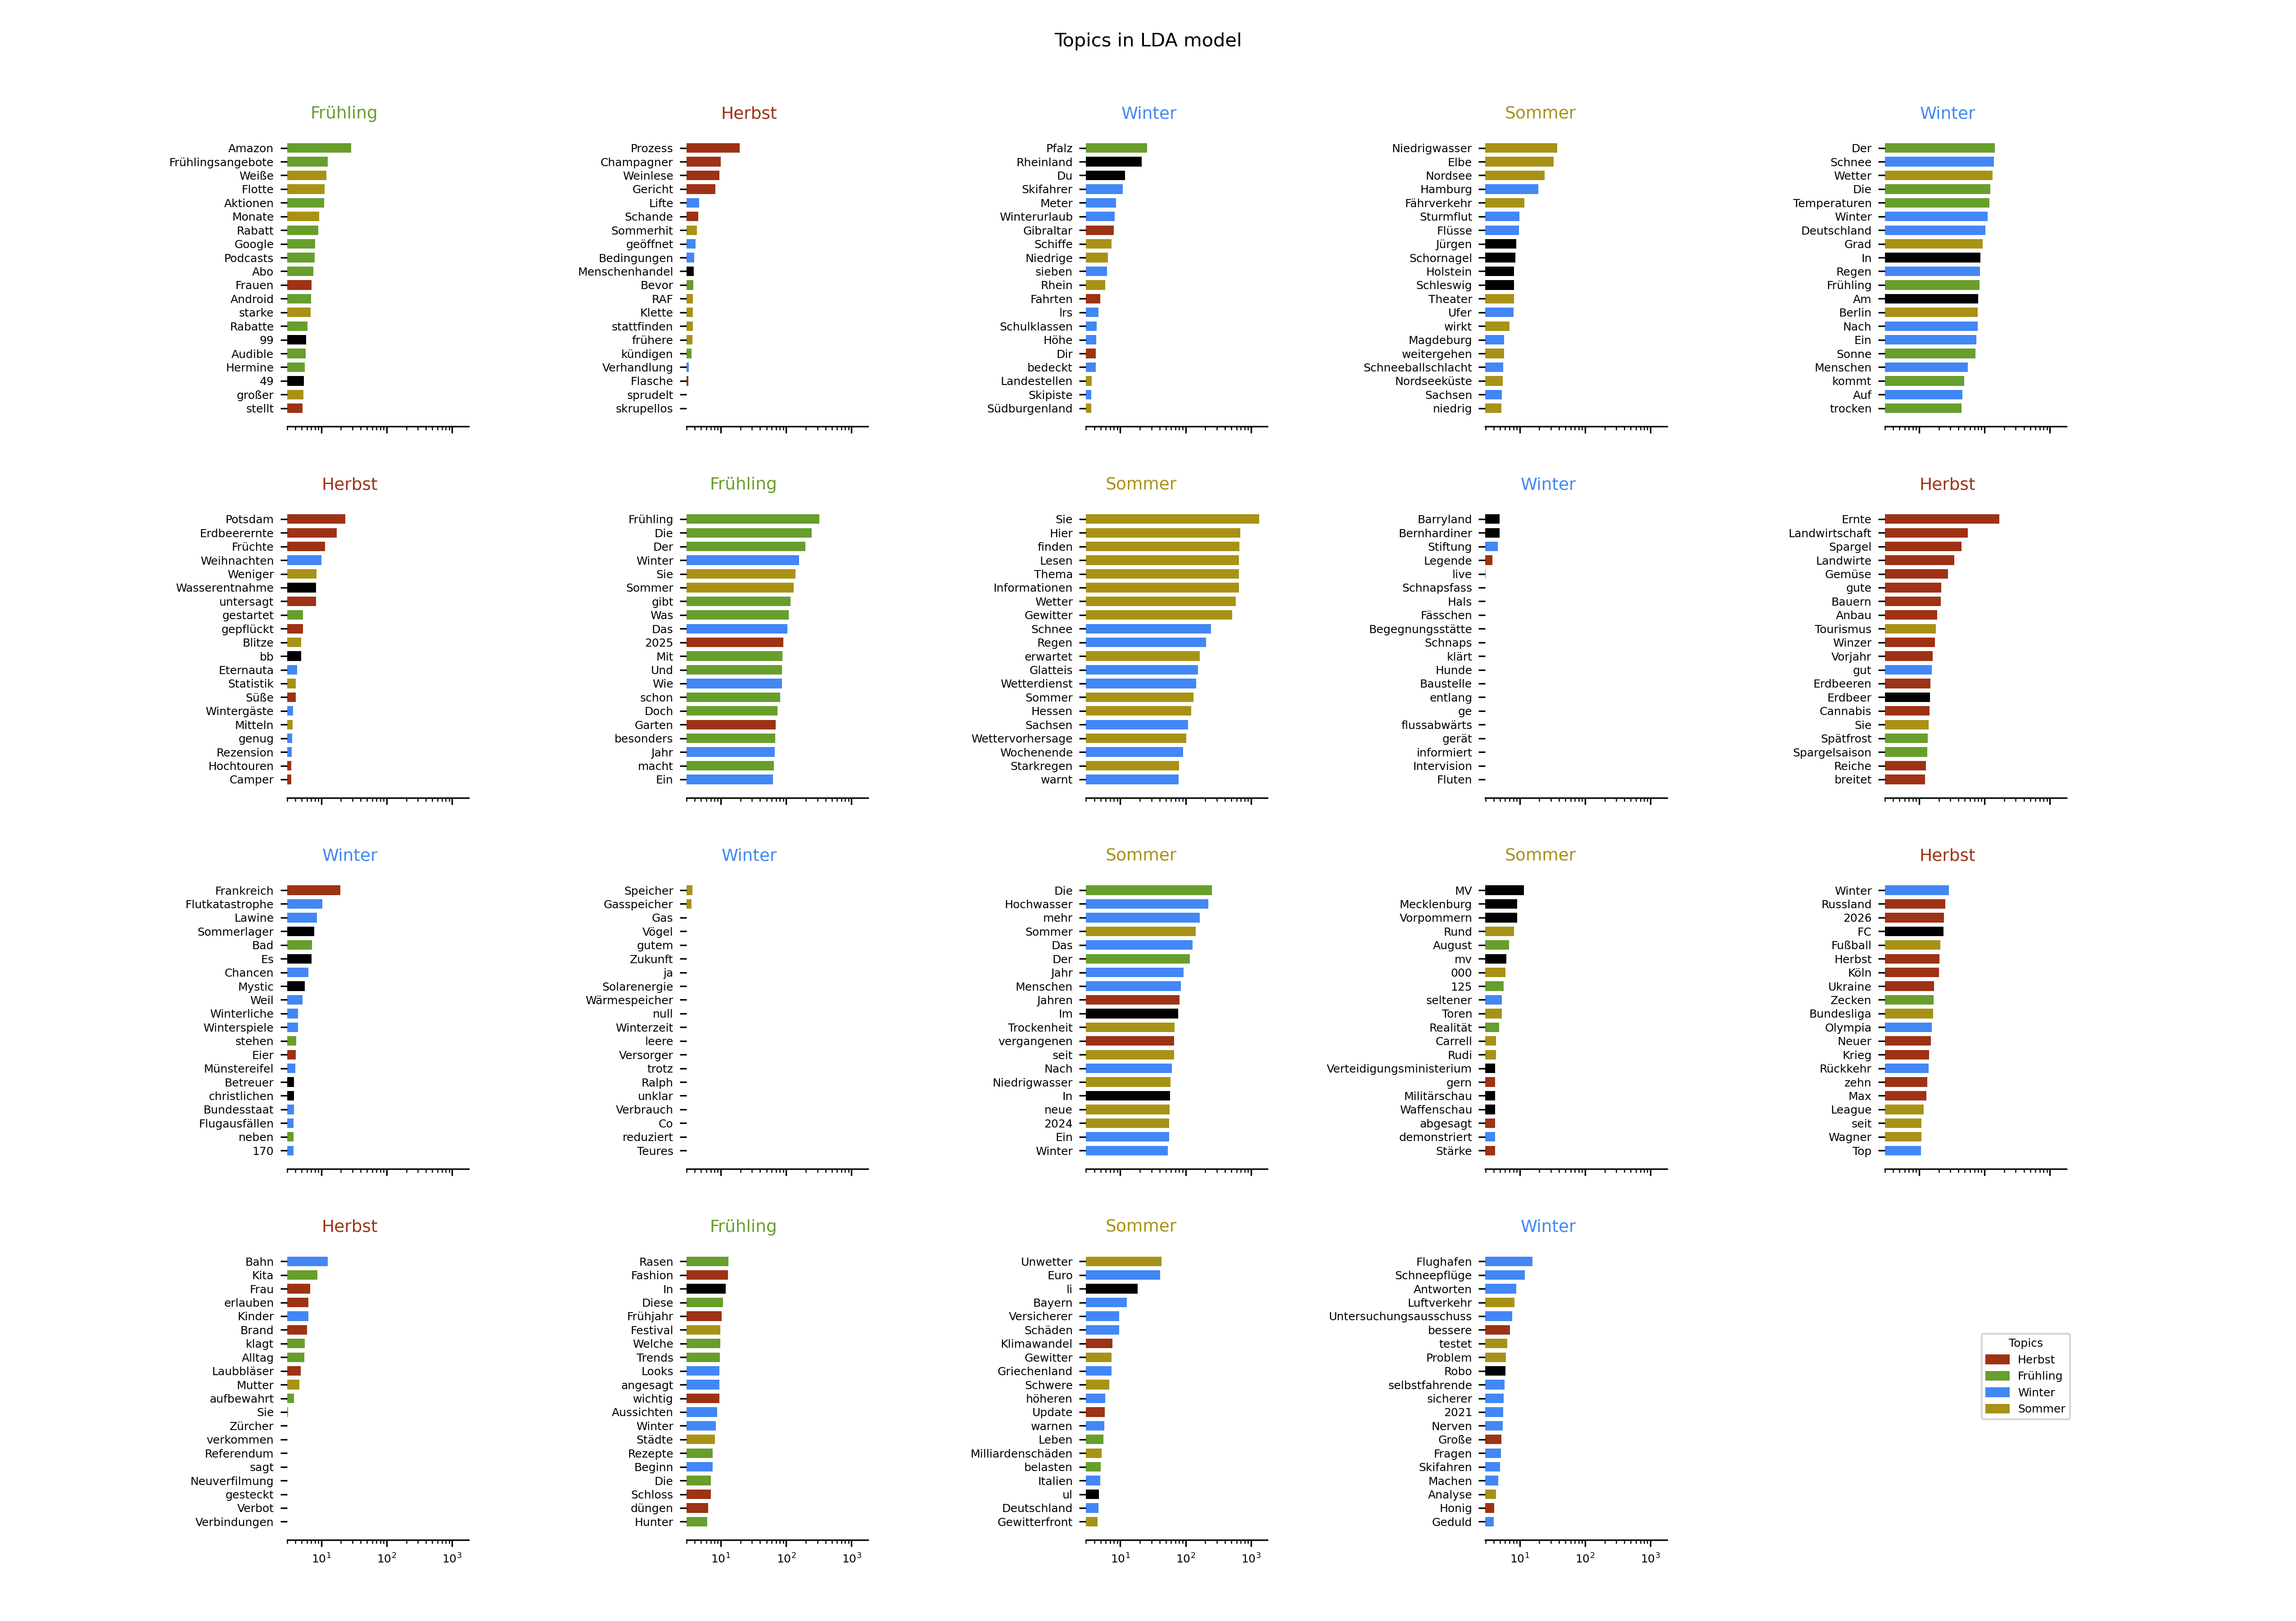 Topics in LDA model
Frühling
Amazon
Frühlingsangebote
Weiße
Flotte
Aktionen
Monate
Rabatt
Google
Podcasts
Abo
Frauen
Android
starke
Rabatte
99
Audible
Hermine
49
großer
stellt
Herbst
Prozess
Champagner
Weinlese
Gericht
Lifte
Schande
Sommerhit
geöffnet
Bedingungen
Menschenhandel
Bevor
RAF
Klette
stattfinden
frühere
kündigen
Verhandlung
Flasche
sprudelt
skrupellos
Winter
Pfalz
Rheinland
Du
Skifahrer
Meter
Winterurlaub
Gibraltar
Schiffe
Niedrige
sieben
Rhein
Fahrten
Irs
Schulklassen
Höhe
Dir
bedeckt
Landestellen
Skipiste
Südburgenland
Sommer
Niedrigwasser
Elbe
Nordsee
Hamburg
Fährverkehr
Sturmflut
Flüsse
Jürgen
Schornagel
Holstein
Schleswig
Theater
Ufer
wirkt
Magdeburg
weitergehen
Schneeballschlacht
Nordseeküste
Sachsen
niedrig
Winter
Der
Schnee
Wetter
Die
Temperaturen
Winter
Deutschland
Grad
In
Regen
Frühling
Am
Berlin
Nach
Ein
Sonne
Menschen
kommt
Auf
trocken
Herbst
Potsdam
Erdbeerernte
Früchte
Weihnachten
Weniger
Wasserentnahme
untersagt
gestartet
gepflückt
Blitze
bb
Eternauta
Statistik
Süße
Wintergäste
Mitteln
genug
Rezension
Hochtouren
Camper
Frühling
Frühling
Die
Der
Winter
Sie
Sommer
gibt
Was
Das
2025
Mit
Und
Wie
schon
Doch
Garten
besonders
Jahr
macht
Ein
Sommer
Sie
Hier
finden
Lesen
Thema
Informationen
Wetter
Gewitter
Schnee
Regen
erwartet
Glatteis
Wetterdienst
Sommer
Hessen
Sachsen
Wettervorhersage
Wochenende
Starkregen
warnt
Winter
Barryland
Bernhardiner
Stiftung
Legende
live
Schnapsfass
Hals
Fässchen
Begegnungsstätte
Schnaps
klärt
Hunde
Baustelle
entlang
ge
flussabwärts
gerät
informiert
Intervision
Fluten
Herbst
Ernte
Landwirtschaft
Spargel
Landwirte
Gemüse
gute
Bauern
Anbau
Tourismus
Winzer
Vorjahr
gut
Erdbeeren
Erdbeer
Cannabis
Sie
Spätfrost
Spargelsaison
Reiche
breitet
Winter
Frankreich
Flutkatastrophe
Lawine
Sommerlager
Bad
Es
Chancen
Mystic
Weil
Winterliche
Winterspiele
stehen
Eier
Münstereifel
Betreuer
christlichen
Bundesstaat
Flugausfällen
neben
170
Winter
Speicher
Gasspeicher
Gas
Vögel
gutem
Zukunft
ja
Solarenergie
Wärmespeicher
null
Winterzeit
leere
Versorger
trotz
Ralph
unklar
Verbrauch
Co
reduziert
Teures
Sommer
Die
Hochwasser
mehr
Sommer
Das
Der
Jahr
Menschen
Jahren
Im
Trockenheit
vergangenen
seit
Nach
Niedrigwasser
In
neue
2024
Ein
Winter
Sommer
MV
Mecklenburg
Vorpommern
Rund
August
mv
000
125
seltener
Toren
Realität
Carrell
Rudi
Verteidigungsministerium
gern
Militärschau
Waffenschau
abgesagt
demonstriert
Stärke
Herbst
Winter
Russland
2026
FC
Fußball
Herbst
Köln
Ukraine
Zecken
Bundesliga
Olympia
Neuer
Krieg
Rückkehr
zehn
Max
League
seit
Wagner
Top
Herbst
Bahn
Kita
Frau
erlauben
Kinder
Brand
klagt
Alltag
Laubbläser
Mutter
aufbewahrt
Sie
Zürcher
verkommen
Referendum
sagt
Neuverfilmung
gesteckt
Verbot
Verbindungen
10¹ 10² 10³
Frühling
Rasen
Fashion
In
Diese
Frühjahr
Festival
Welche
Trends
Looks
angesagt
wichtig
Aussichten
Winter
Städte
Rezepte
Beginn
Die
Schloss
düngen
Hunter
10¹ 10² 10³
Sommer
Unwetter
Euro
li
Bayern
Versicherer
Schäden
Klimawandel
Gewitter
Griechenland
Schwere
höheren
Update
warnen
Leben
Milliardenschäden
belasten
Italien
ul
Deutschland
Gewitterfront
10¹ 10² 10³
Winter
Flughafen
Schneepflüge
Antworten
Luftverkehr
Untersuchungsausschuss
bessere
testet
Problem
Robo
selbstfahrende
sicherer
2021
Nerven
Große
Fragen
Skifahren
Machen
Analyse
Honig
Geduld
10¹ 10² 10³
Topics
Herbst
Frühling
Winter
Sommer